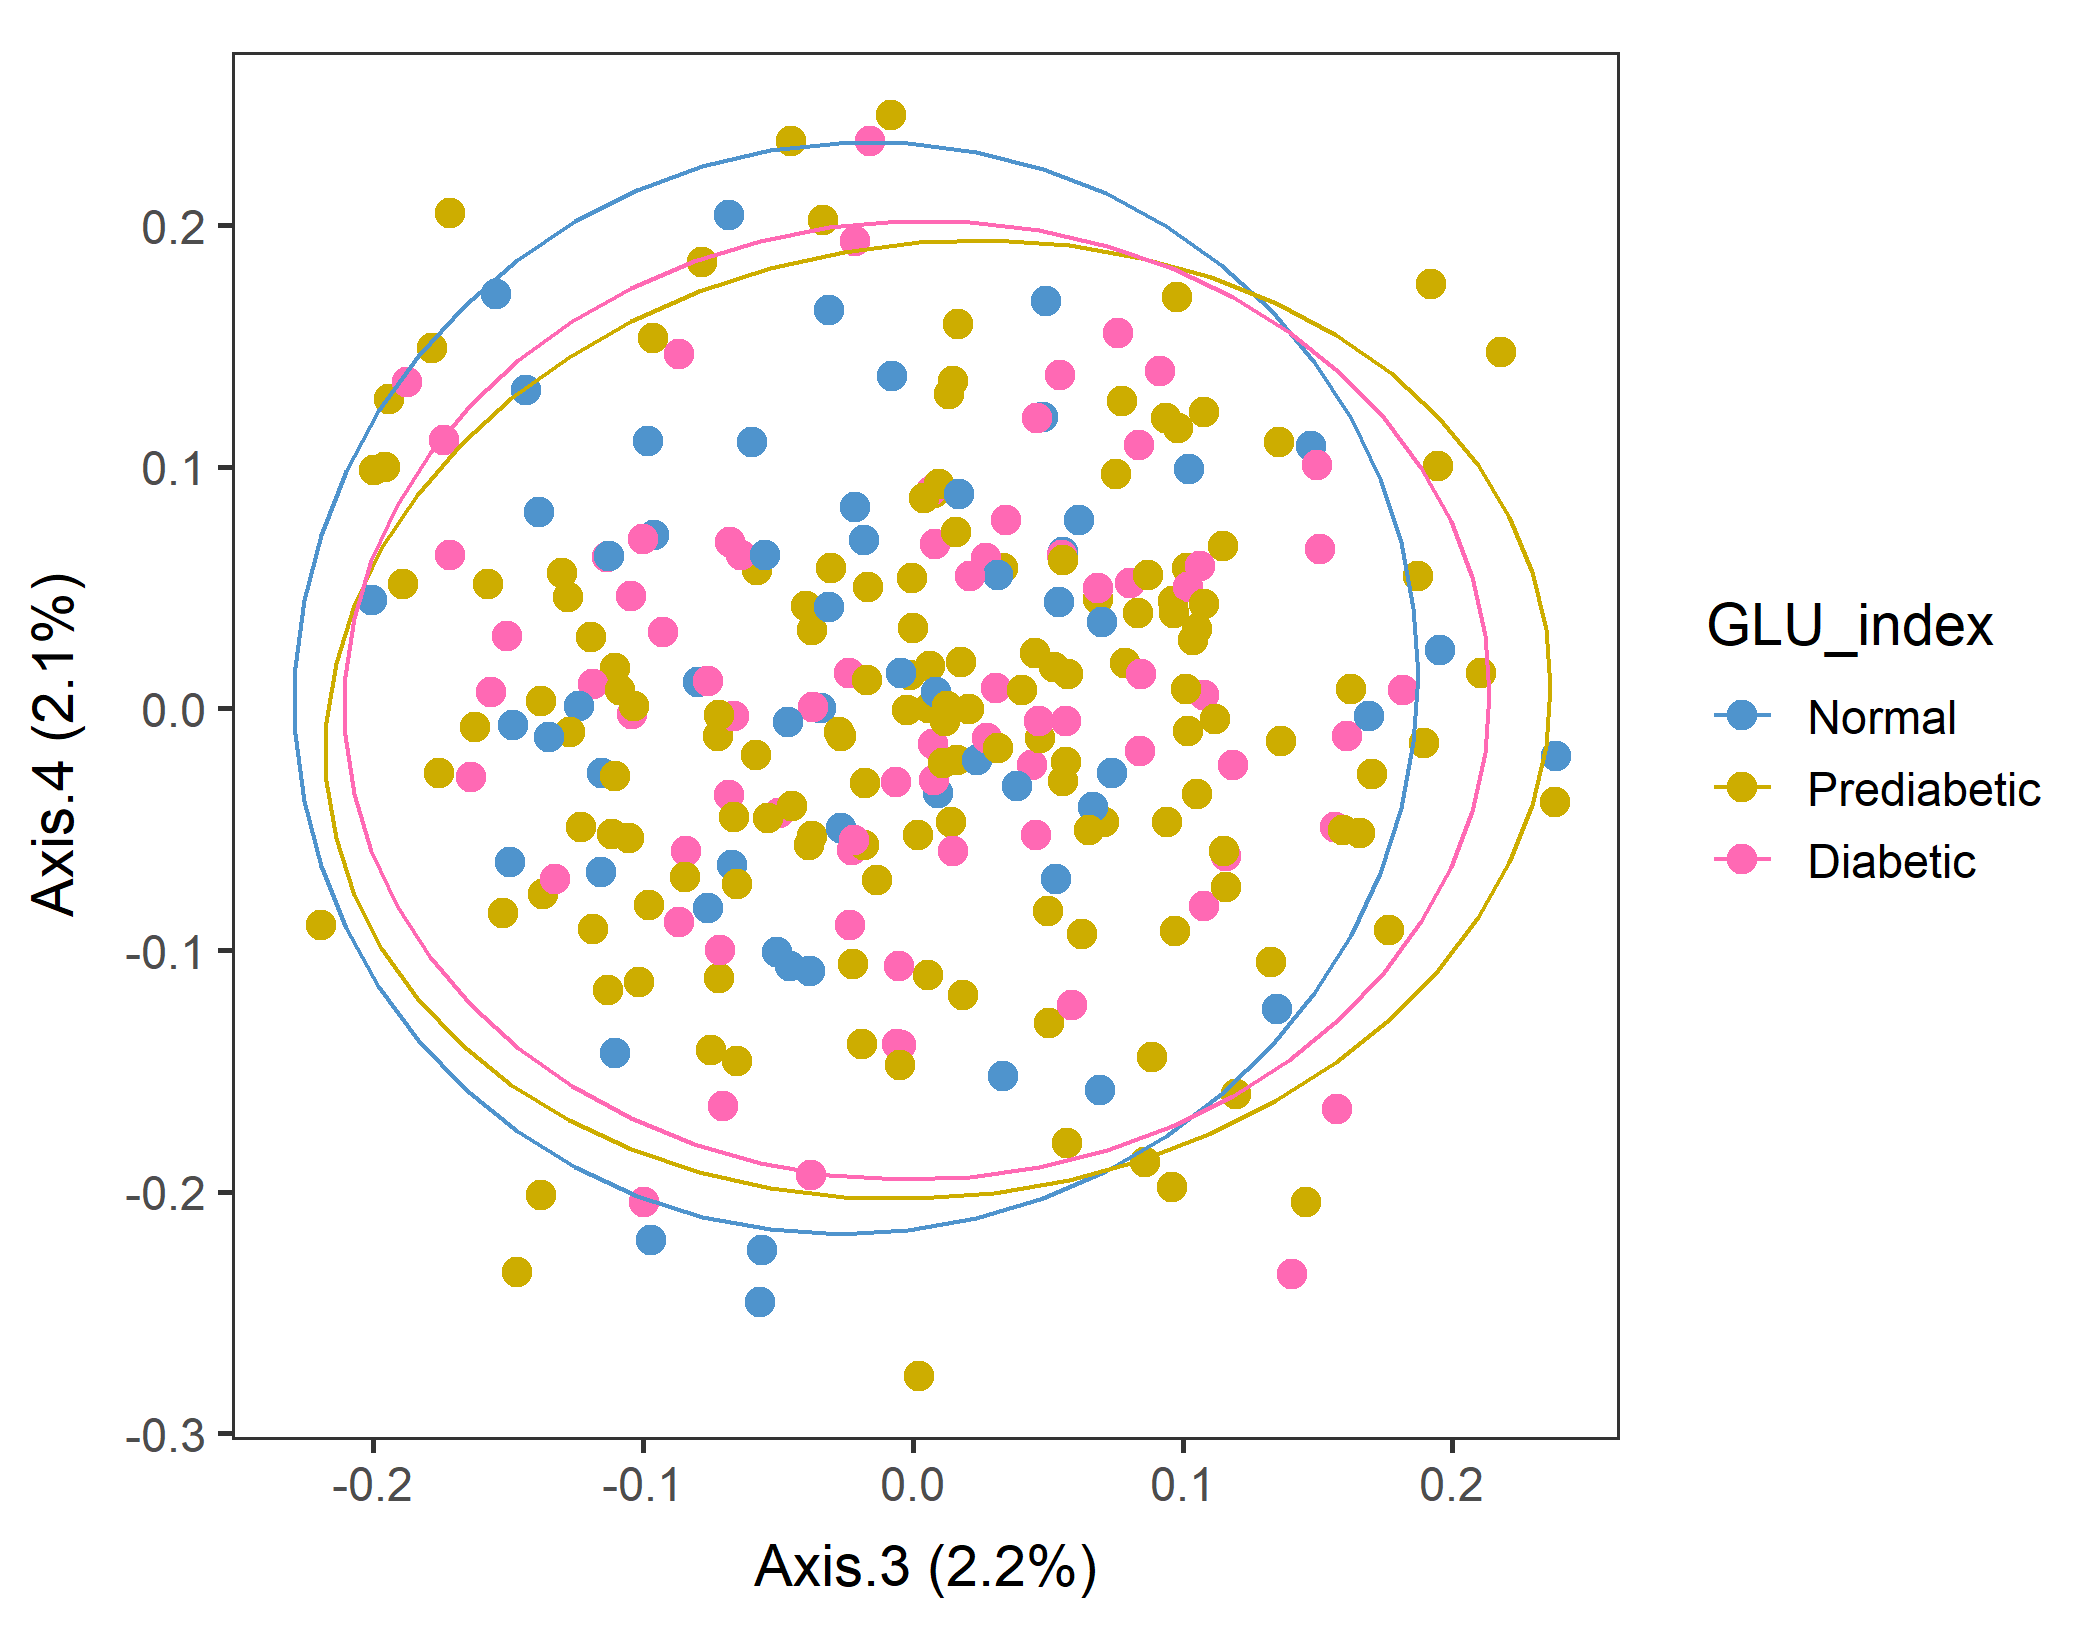 0.2
0.1
0.0
-0.1
-0.2
-0.3
Axis.4 (2.1%)
-0.2
-0.1
0.0
0.1
0.2
Axis.3 (2.2%)
GLU_index
Normal
Prediabetic
Diabetic